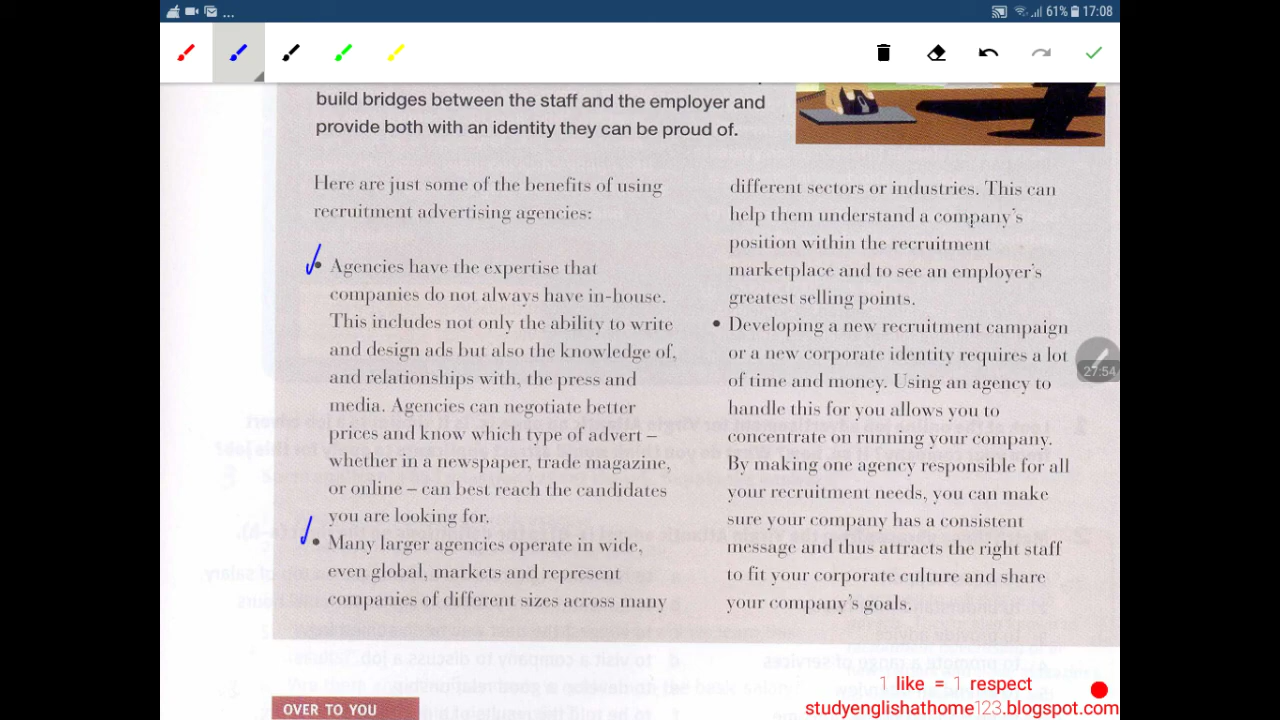 ... 61% 17:08
build bridges between the staff and the employer and
provide both with an identity they can be proud of.
Here are just some of the benefits of using
recruitment advertising agencies:
• Agencies have the expertise that
companies do not always have in-house.
This includes not only the ability to write
and design ads but also the knowledge of,
and relationships with, the press and
media. Agencies can negotiate better
prices and know which type of advert –
whether in a newspaper, trade magazine,
or online – can best reach the candidates
you are looking for.
• Many larger agencies operate in wide,
even global, markets and represent
companies of different sizes across many
different sectors or industries. This can
help them understand a company's
position within the recruitment
marketplace and to see an employer's
greatest selling points.
• Developing a new recruitment campaign
or a new corporate identity requires a lot
of time and money. Using an agency to
handle this for you allows you to
concentrate on running your company.
By making one agency responsible for all
your recruitment needs, you can make
sure your company has a consistent
message and thus attracts the right staff
to fit your corporate culture and share
your company's goals.
27:54
OVER TO YOU
1 like = 1 respect
studyenglishathome123.blogspot.com